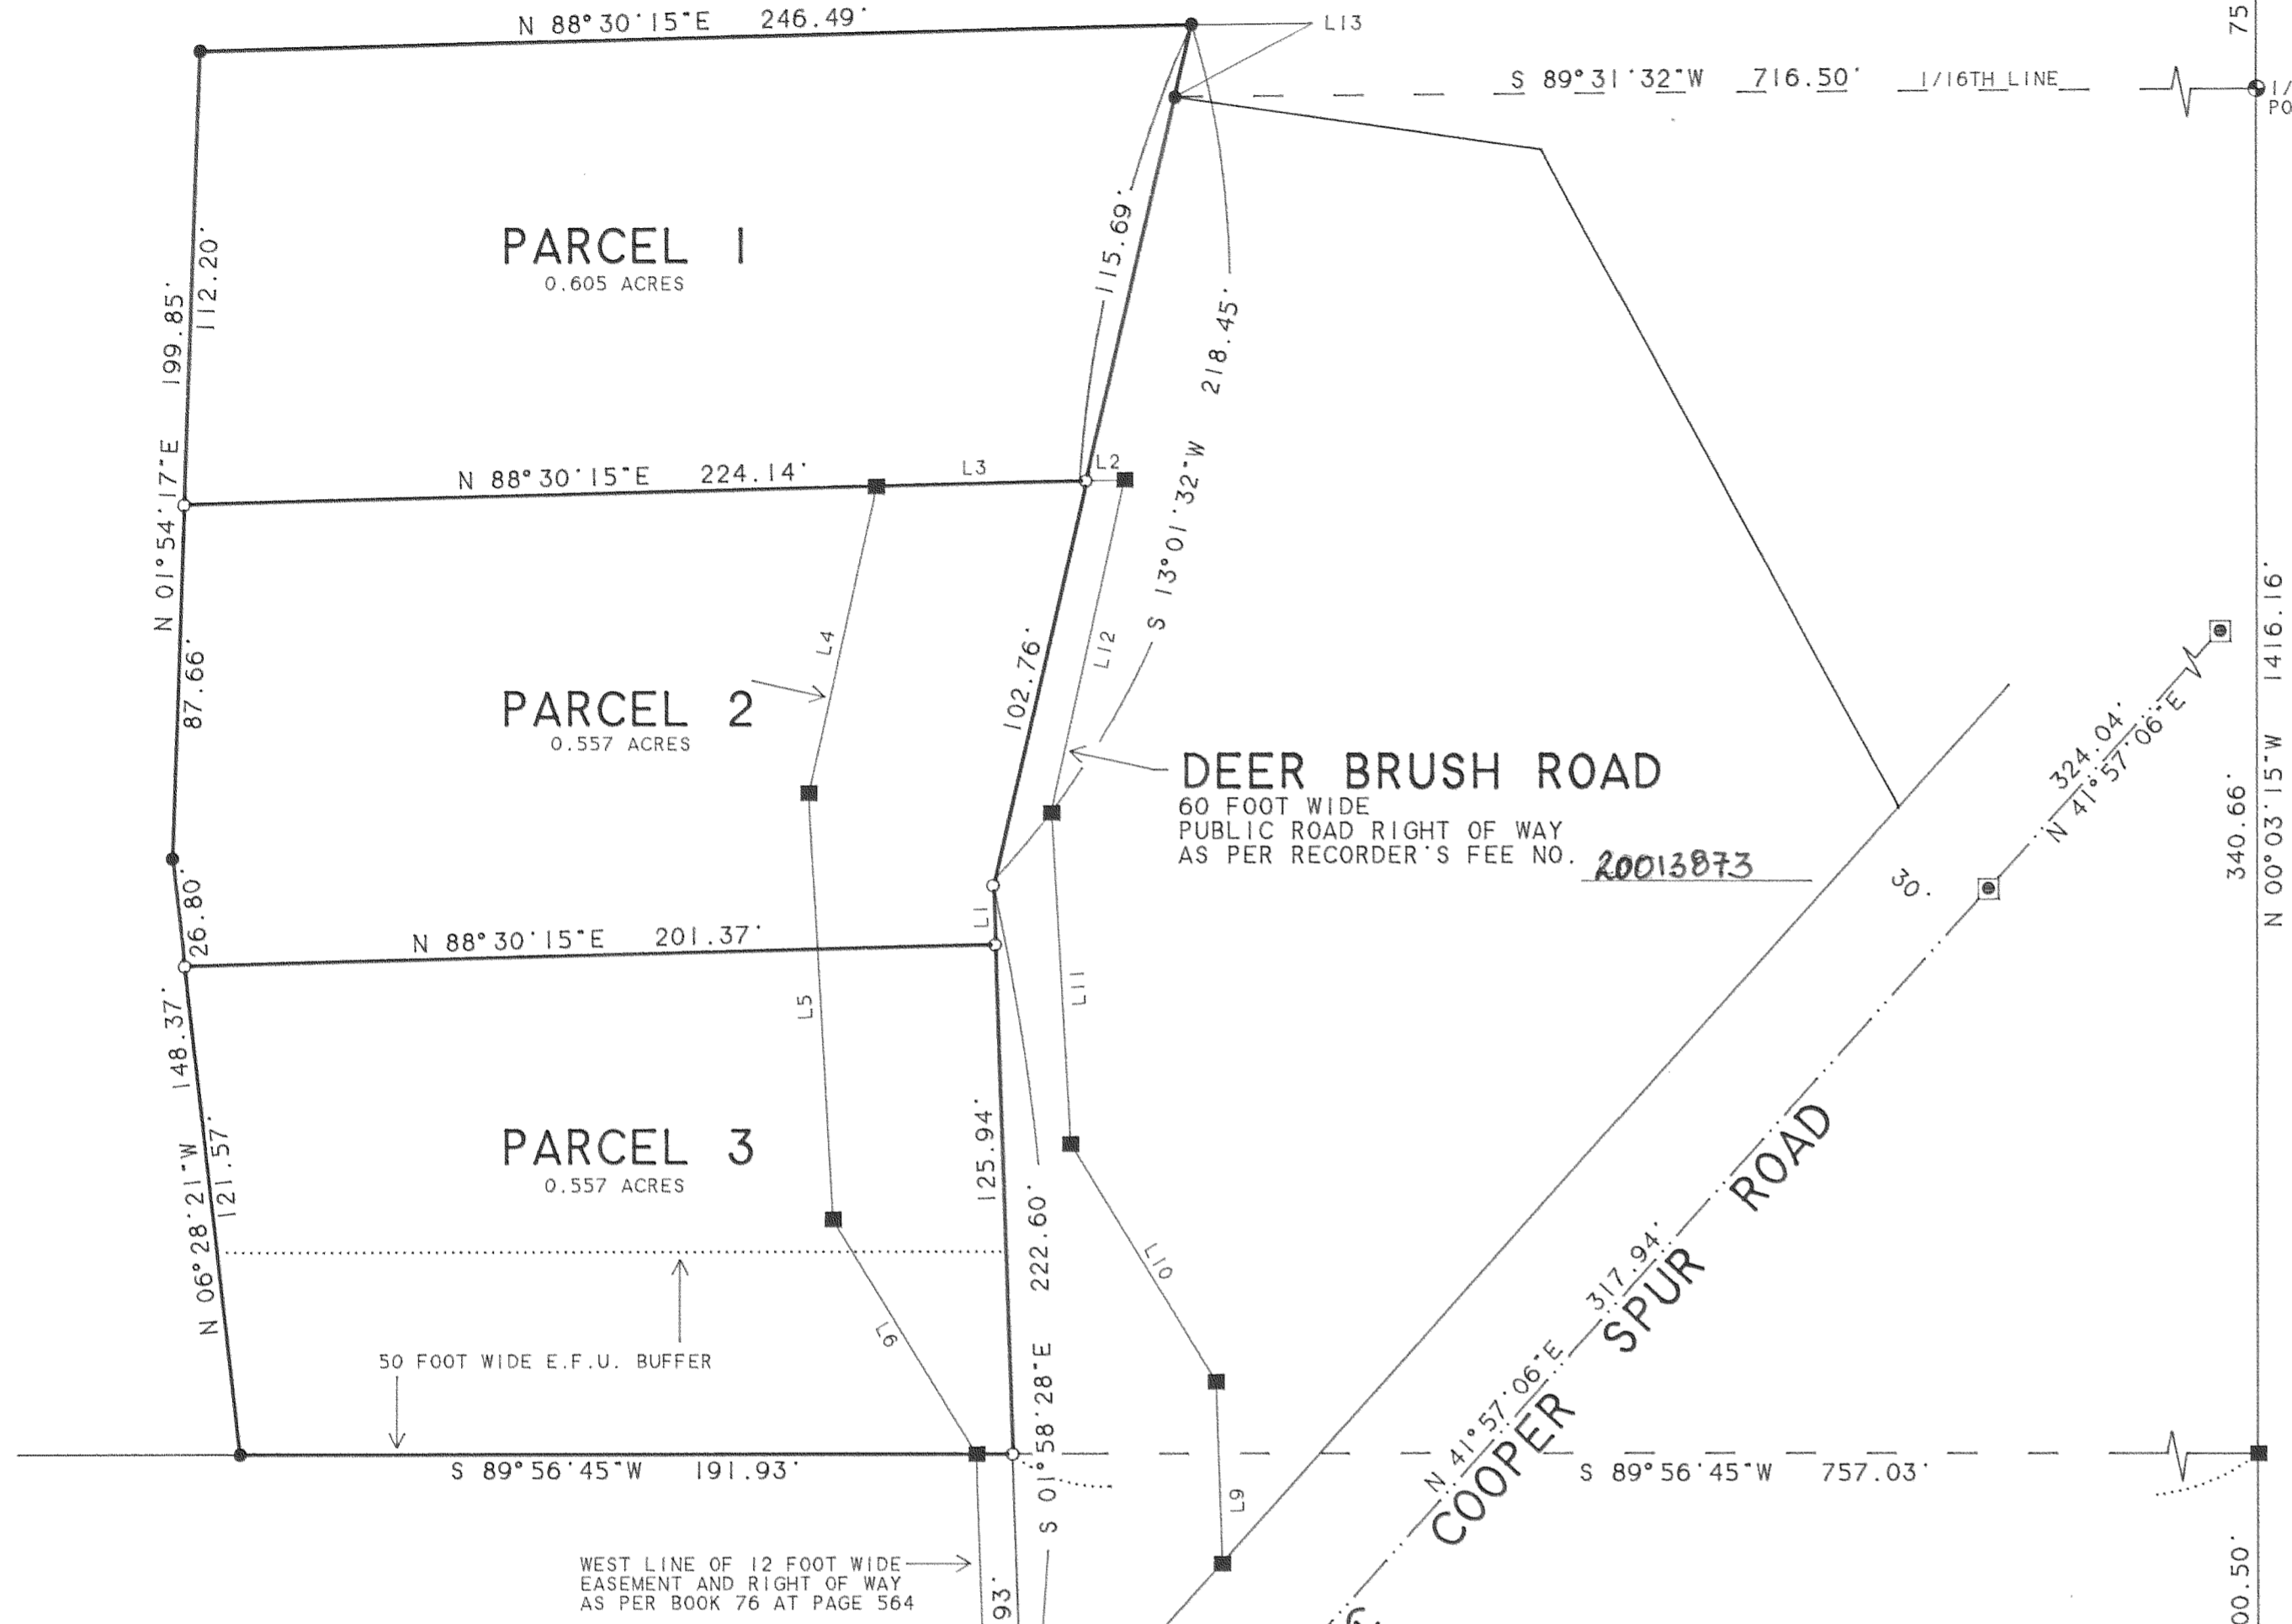 N 88°30'15"E 246.49'
L13
75
S 89°31'32"W 716.50' 1/16TH LINE
1/
PO
PARCEL 1
0.605 ACRES
112.20'
199.85'
N 01°54'17"E
115.69'
218.45'
S 13°01'32"W
N 88°30'15"E 224.14'
L3
L2
L4
L12
102.76'
87.66'
PARCEL 2
0.557 ACRES
DEER BRUSH ROAD
60 FOOT WIDE
PUBLIC ROAD RIGHT OF WAY
AS PER RECORDER'S FEE NO. 20013873
N 00°03'15"W 1416.16'
340.66'
324.04'
N 41°57'06"E
30.
26.80'
L1
N 88°30'15"E 201.37'
L5
L11
148.37'
121.57'
N 06°28'21"W
PARCEL 3
0.557 ACRES
125.94'
222.60'
S 01°58'28"E
L10
L6
50 FOOT WIDE E.F.U. BUFFER
317.94'
N 41°57'06"E
COOPER SPUR ROAD
S 89°56'45"W 191.93'
S 89°56'45"W 757.03'
L9
WEST LINE OF 12 FOOT WIDE
EASEMENT AND RIGHT OF WAY
AS PER BOOK 76 AT PAGE 564
93'
00.50'